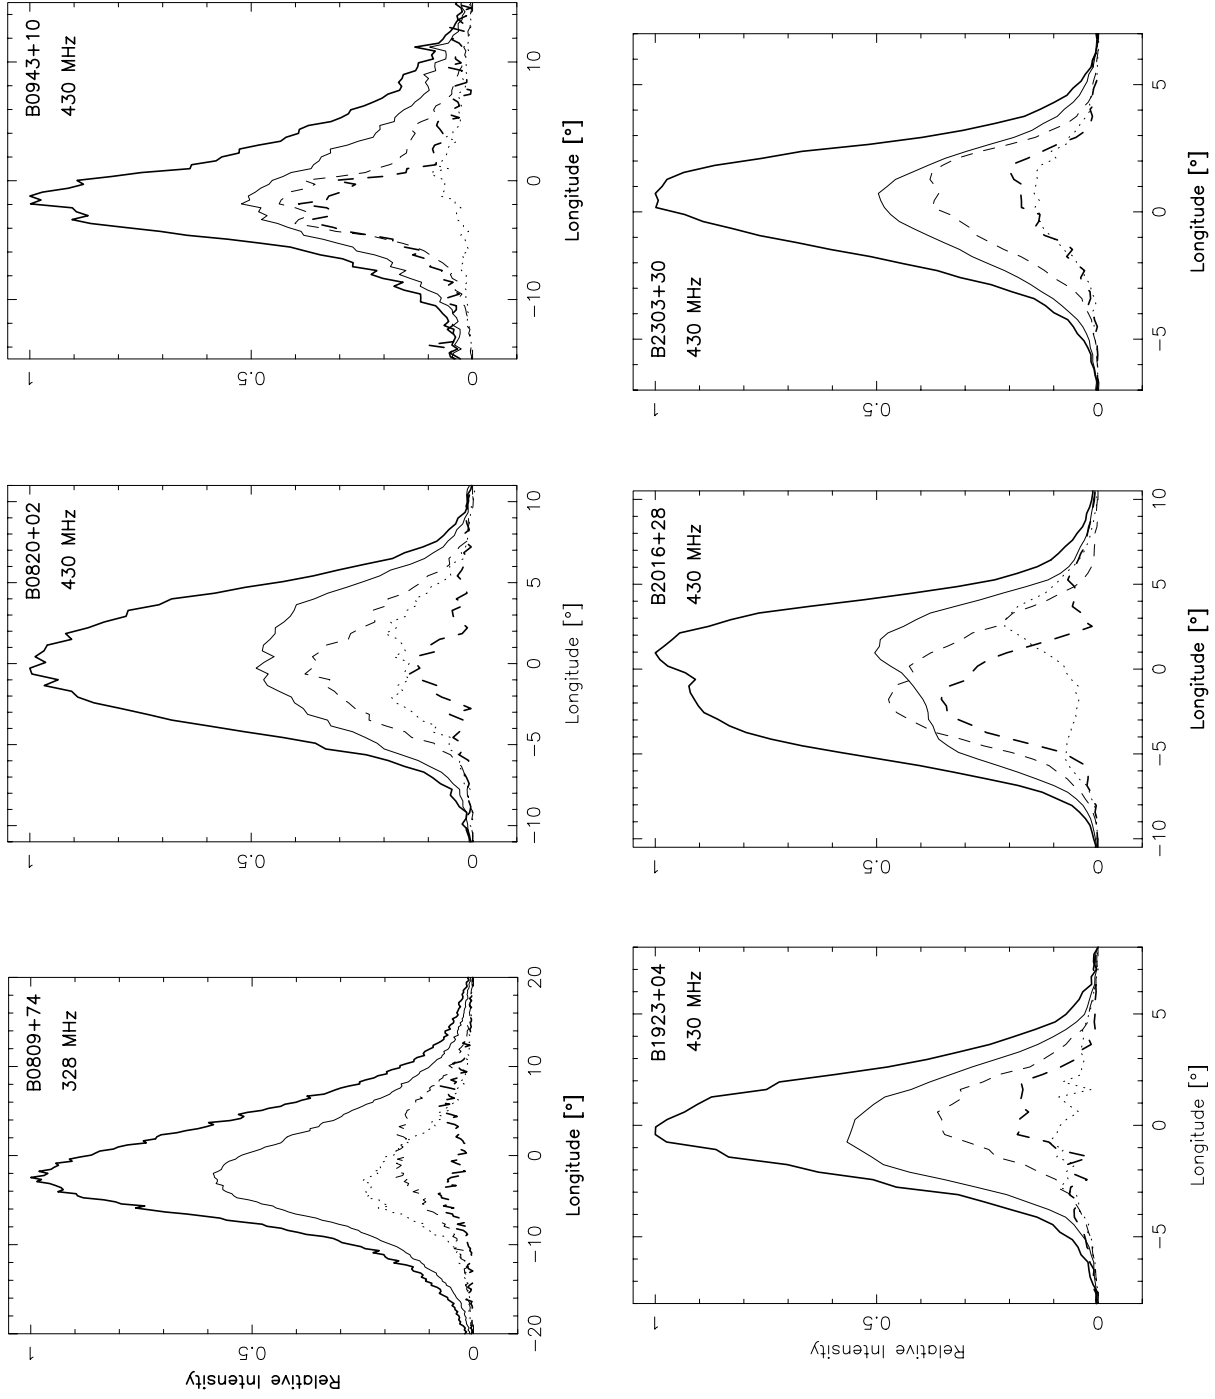 B0809+74
328 MHz
1
0.5
0
Relative Intensity
−20
−10
0
10
20
Longitude [°]
B0820+02
430 MHz
1
0.5
0
−10
−5
0
5
10
Longitude [°]
B0943+10
430 MHz
1
0.5
0
−10
0
10
Longitude [°]
B1923+04
430 MHz
1
0.5
0
Relative Intensity
−5
0
5
Longitude [°]
B2016+28
430 MHz
1
0.5
0
−10
−5
0
5
10
Longitude [°]
B2303+30
430 MHz
1
0.5
0
−5
0
5
Longitude [°]